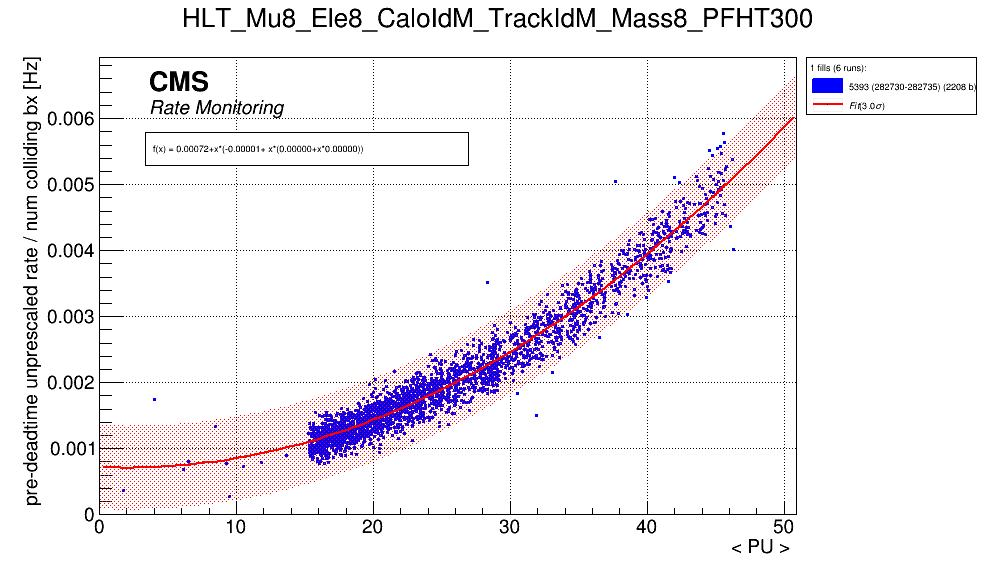 HLT_Mu8_Ele8_CaloIdM_TrackIdM_Mass8_PFHT300
pre-deadtime unprescaled rate / num colliding bx [Hz]
CMS
Rate Monitoring
f(x) = 0.00072+x*(-0.00001+ x*(0.00000+x*0.00000))
1 fills (6 runs):
5393 (282730-282735) (2208 b)
Fit(3.0σ)
0.006
0.005
0.004
0.003
0.002
0.001
0
0 10 20 30 40 50
< PU >